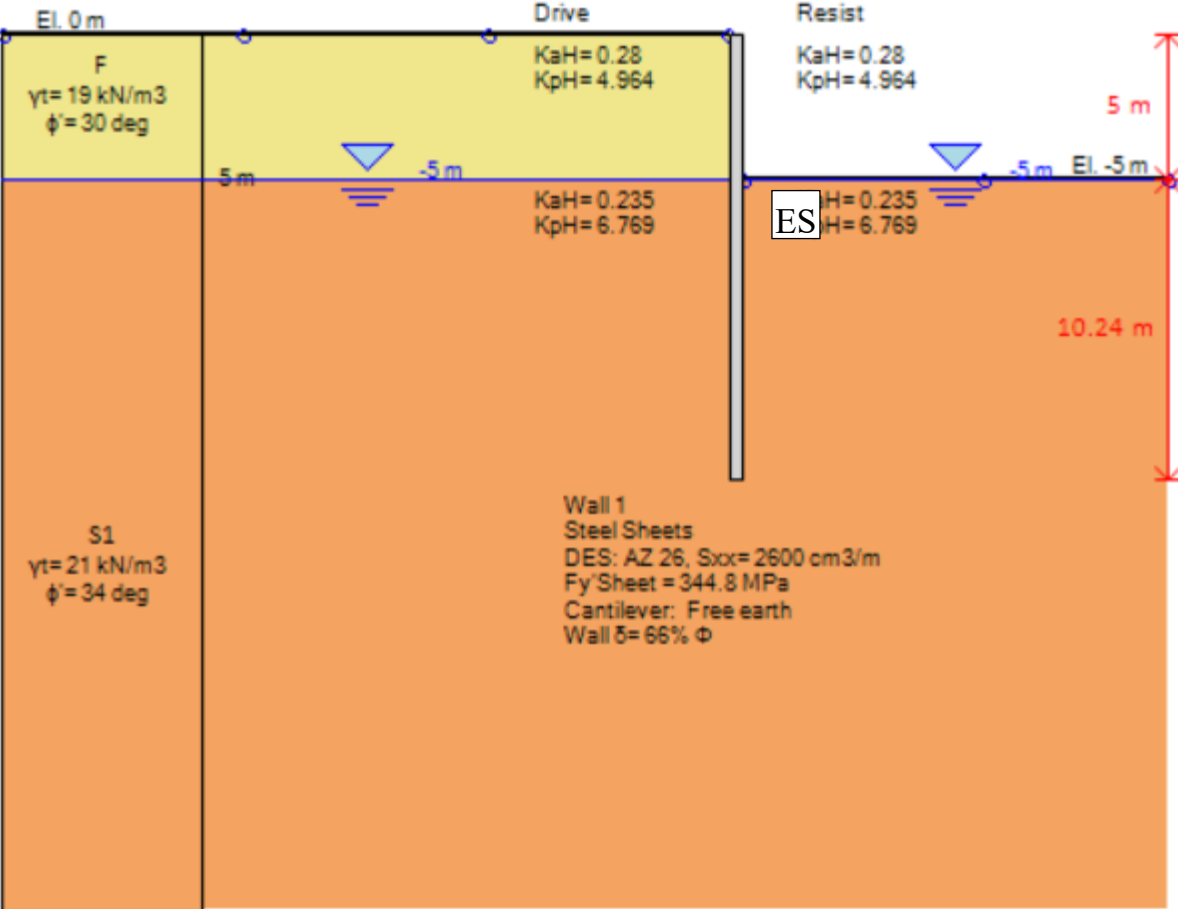 El. 0 m
Drive
Resist
F
γt= 19 kN/m3
ϕ'= 30 deg
KaH= 0.28
KpH= 4.964
KaH= 0.28
KpH= 4.964
5 m
5 m
-5 m
-5 m
El. -5 m
KaH= 0.235
KpH= 6.769
ES
aH= 0.235
pH= 6.769
10.24 m
S1
γt= 21 kN/m3
ϕ'= 34 deg
Wall 1
Steel Sheets
DES: AZ 26, Sxx= 2600 cm3/m
Fy'Sheet = 344.8 MPa
Cantilever: Free earth
Wall δ= 66% Φ